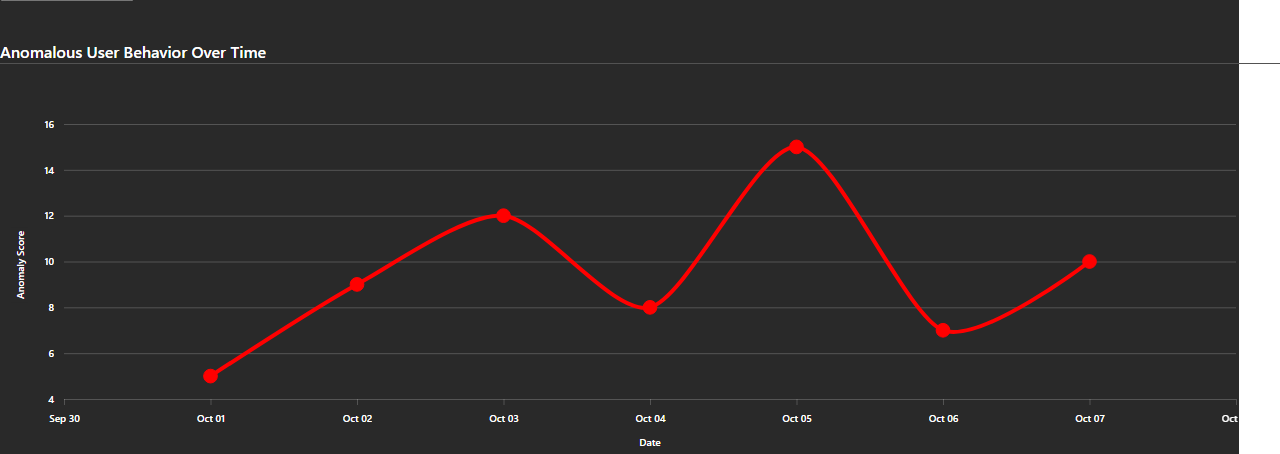 Anomalous User Behavior Over Time
16
14
12
10
8
6
4
Anomaly Score
Sep 30 Oct 01 Oct 02 Oct 03 Oct 04 Oct 05 Oct 06 Oct 07 Oct
Date